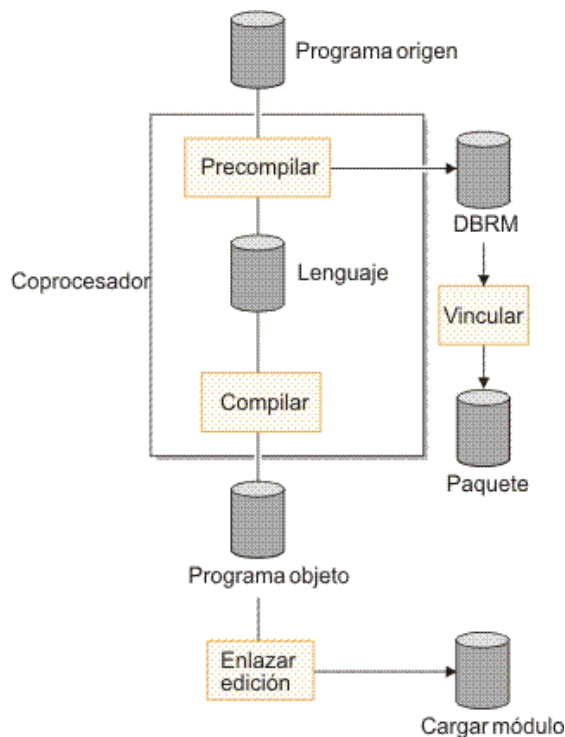 Programa origen
Precompilar
DBRM
Lenguaje
Coprocesador
Vincular
Compilar
Paquete
Programa objeto
Enlazar
edición
Cargar módulo